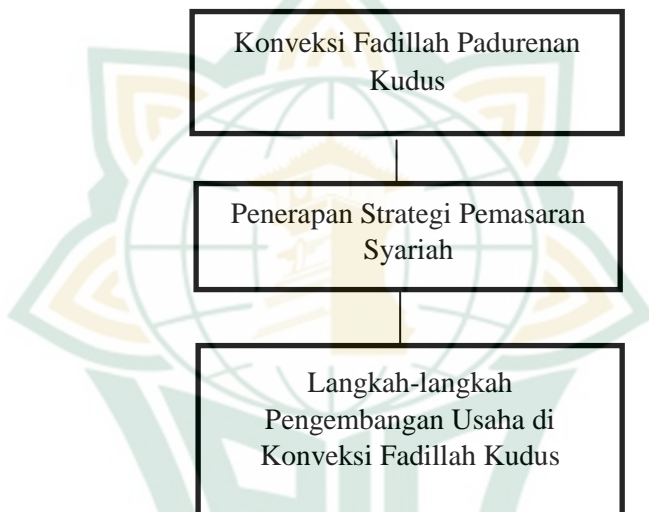 Konveksi Fadillah Padurenan
Kudus
Penerapan Strategi Pemasaran
Syariah
Langkah-langkah
Pengembangan Usaha di
Konveksi Fadillah Kudus